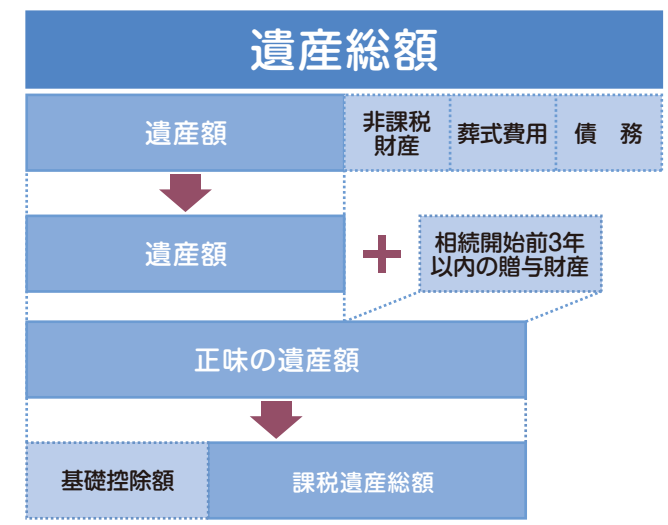 遺産総額
遺産額
非課税
財産
葬式費用
債　務
遺産額
+
相続開始前3年
以内の贈与財産
正味の遺産額
基礎控除額
課税遺産総額